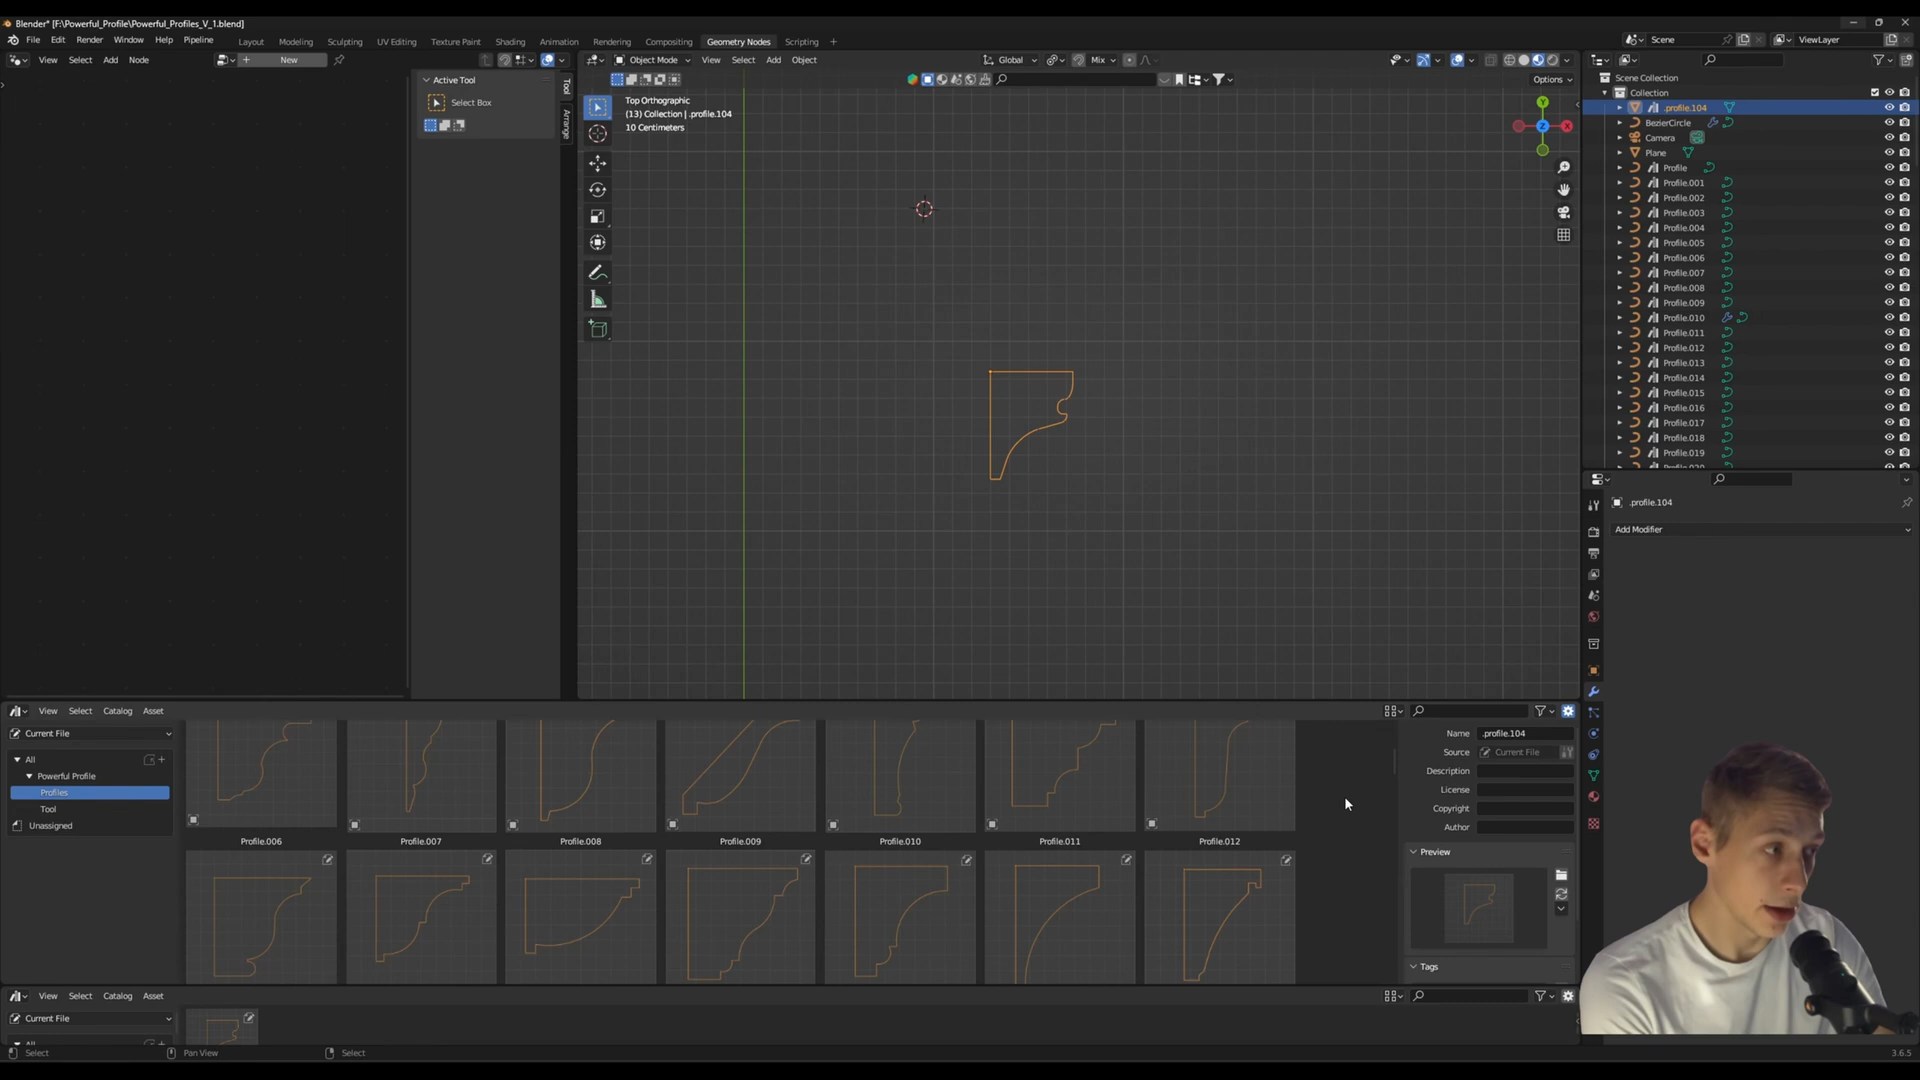 Blender* [F:\Powerful_Profile\Powerful_Profiles_V_1.blend]
File Edit Render Window Help Pipeline
Layout Modeling Sculpting UV Editing Texture Paint Shading Animation Rendering Compositing Geometry Nodes Scripting +
Scene ViewLayer
View Select Add Node New
Object Mode View Select Add Object Global Mix
Options
Active Tool
Select Box
Tool
Arrange
Top Orthographic
(13) Collection | .profile.104
10 Centimeters
Y
Z
X
Scene Collection
Collection
.profile.104
BezierCircle
Camera
Plane
Profile
Profile.001
Profile.002
Profile.003
Profile.004
Profile.005
Profile.006
Profile.007
Profile.008
Profile.009
Profile.010
Profile.011
Profile.012
Profile.013
Profile.014
Profile.015
Profile.016
Profile.017
Profile.018
Profile.019
.profile.104
Add Modifier
View Select Catalog Asset
Current File
All
Powerful Profile
Profiles
Tool
Unassigned
Profile.006 Profile.007 Profile.008 Profile.009 Profile.010 Profile.011 Profile.012
Name .profile.104
Source Current File
Description
License
Copyright
Author
Preview
Tags
View Select Catalog Asset
Current File
Select Pan View Select
3.6.5